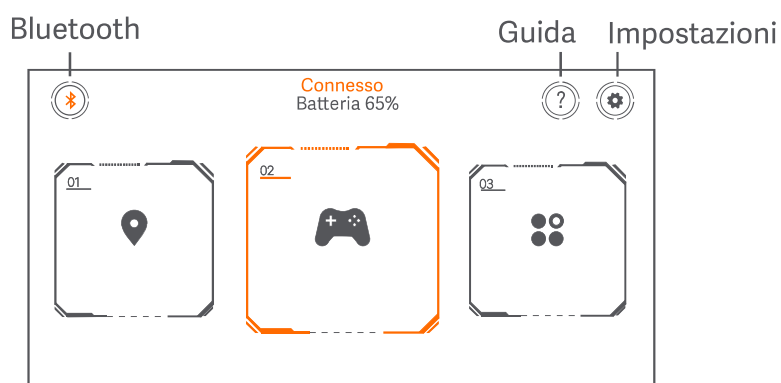 Bluetooth
Guida
Impostazioni
Connesso
Batteria 65%
?
01
02
03